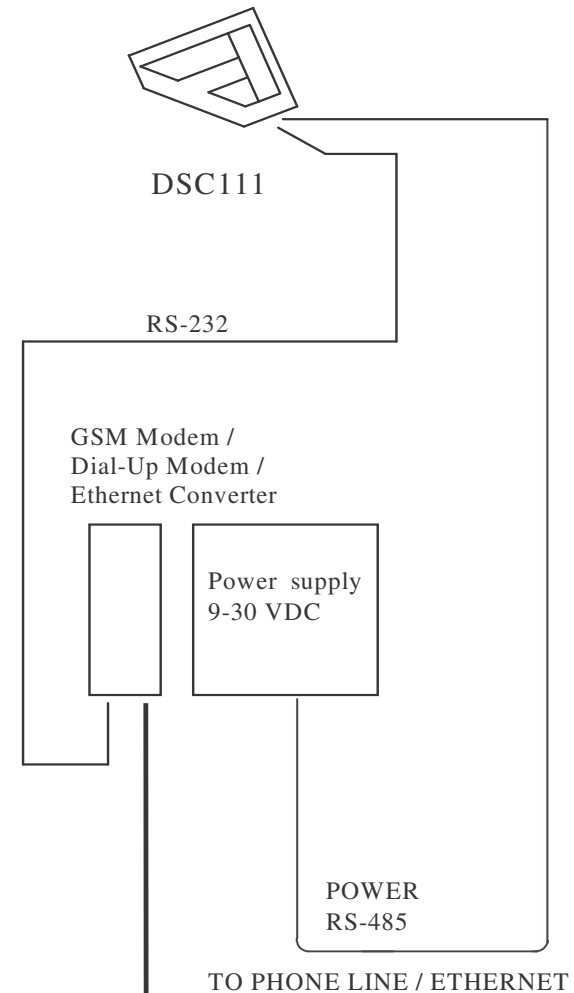 DSC111
RS-232
GSM Modem /
Dial-Up Modem /
Ethernet Converter
Power supply
9-30 VDC
POWER
RS-485
TO PHONE LINE / ETHERNET